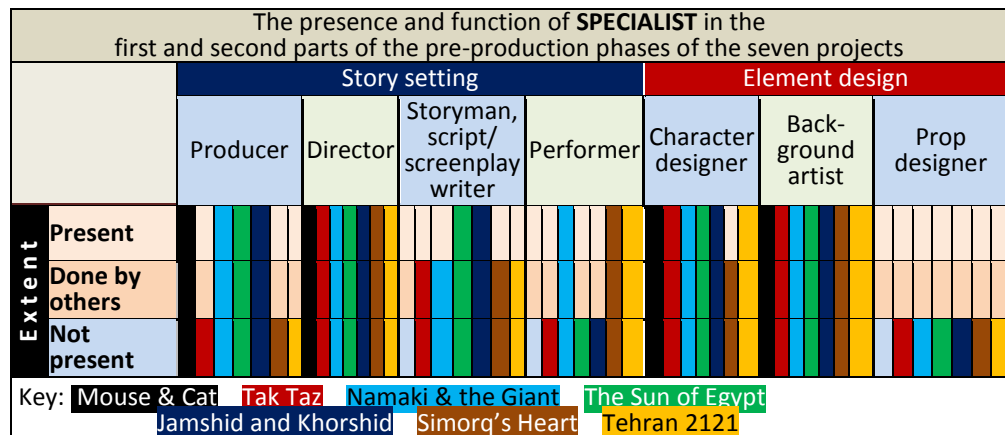 The presence and function of SPECIALIST in the
first and second parts of the pre-production phases of the seven projects
Story setting Element design
Producer Director Storyman, script/ screenplay writer Performer Character designer Back- ground artist Prop designer
Extent
Present
Done by others
Not present
Key: Mouse & Cat Tak Taz Namaki & the Giant The Sun of Egypt
Jamshid and Khorshid Simorq's Heart Tehran 2121